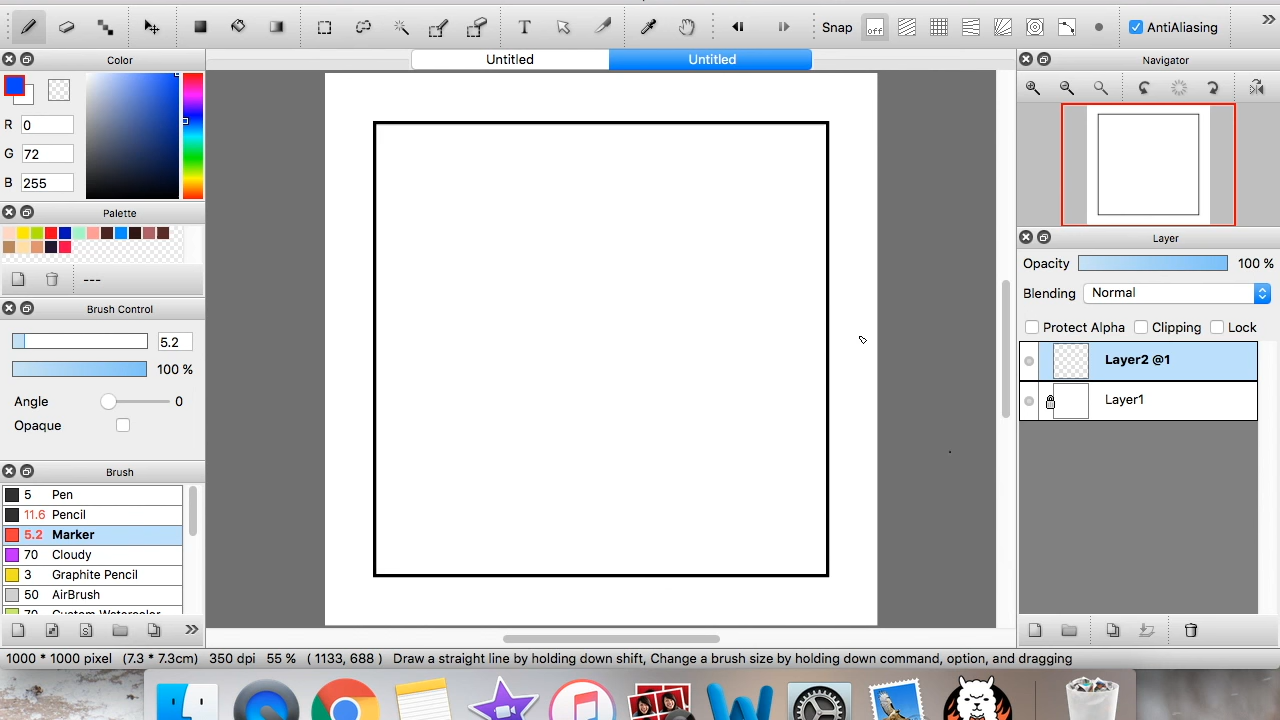 Snap off AntiAliasing »
Color Untitled Untitled Navigator
R 0
G 72
B 255
Palette
---
Brush Control
5.2
100 %
Angle 0
Opaque
Brush
5 Pen
11.6 Pencil
5.2 Marker
70 Cloudy
3 Graphite Pencil
50 AirBrush
70 Custom Watercolor
»
Layer
Opacity 100 %
Blending Normal
Protect Alpha Clipping Lock
Layer2 @1
Layer1
1000 * 1000 pixel (7.3 * 7.3cm) 350 dpi 55 % ( 1133, 688 ) Draw a straight line by holding down shift, Change a brush size by holding down command, option, and dragging